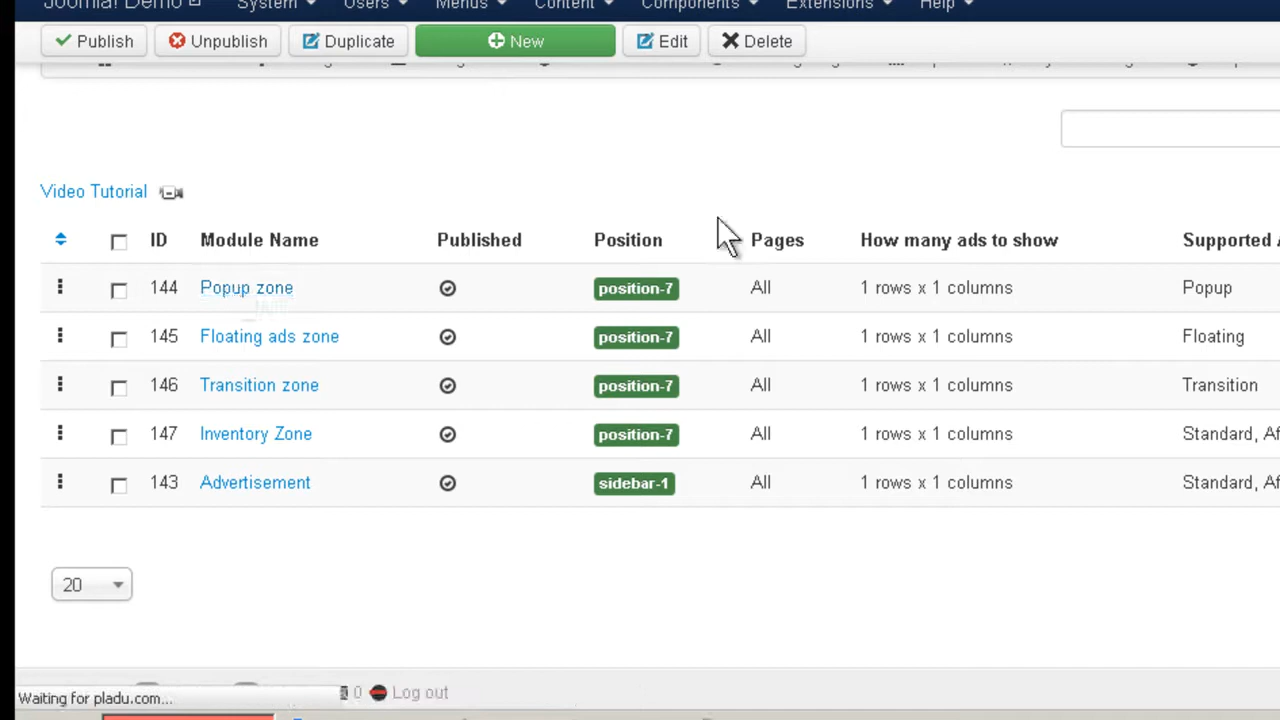 Joomla! Demo System Users Menus Content Components Extensions Help
Publish Unpublish Duplicate New Edit Delete
Video Tutorial
ID Module Name Published Position Pages How many ads to show Supported
144 Popup zone position-7 All 1 rows x 1 columns Popup
145 Floating ads zone position-7 All 1 rows x 1 columns Floating
146 Transition zone position-7 All 1 rows x 1 columns Transition
147 Inventory Zone position-7 All 1 rows x 1 columns Standard, Af
143 Advertisement sidebar-1 All 1 rows x 1 columns Standard, Af
20
0 Log out
Waiting for pladu.com...